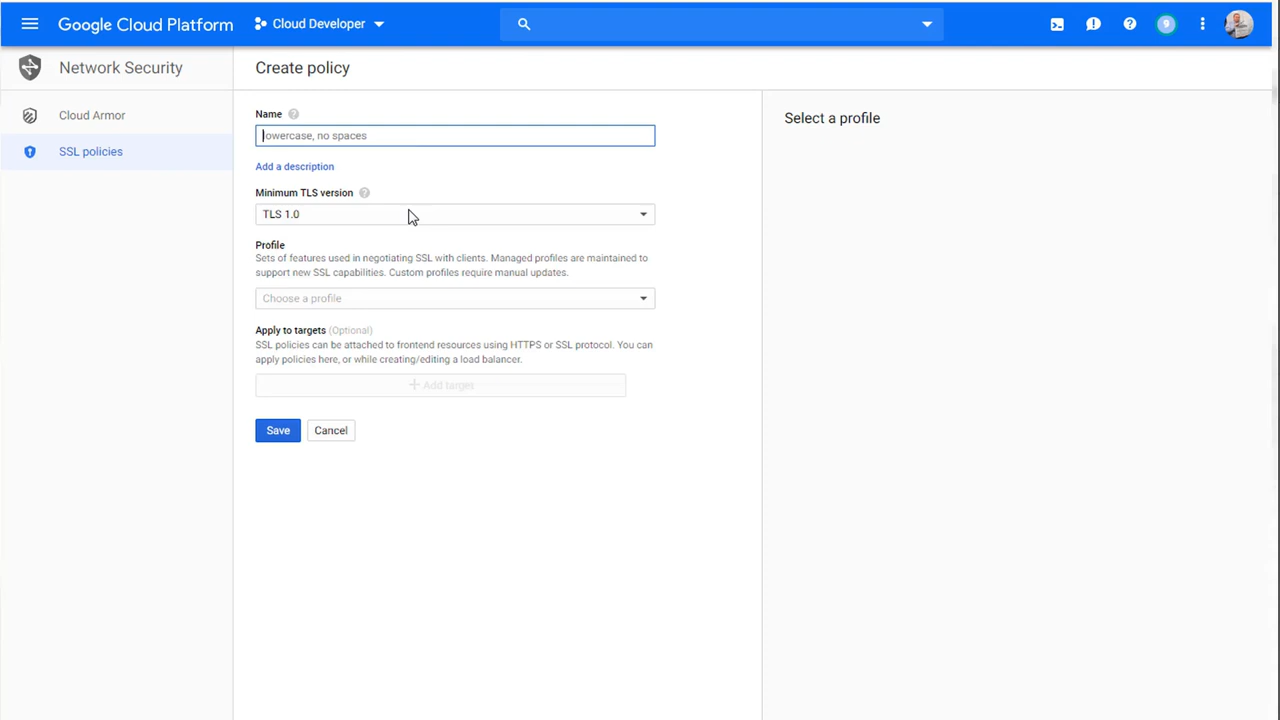 Google Cloud Platform Cloud Developer
9
Network Security
Create policy
Cloud Armor
SSL policies
Name
lowercase, no spaces
Add a description
Minimum TLS version
TLS 1.0
Profile
Sets of features used in negotiating SSL with clients. Managed profiles are maintained to
support new SSL capabilities. Custom profiles require manual updates.
Choose a profile
Apply to targets (Optional)
SSL policies can be attached to frontend resources using HTTPS or SSL protocol. You can
apply policies here, or while creating/editing a load balancer.
+ Add target
Save Cancel
Select a profile